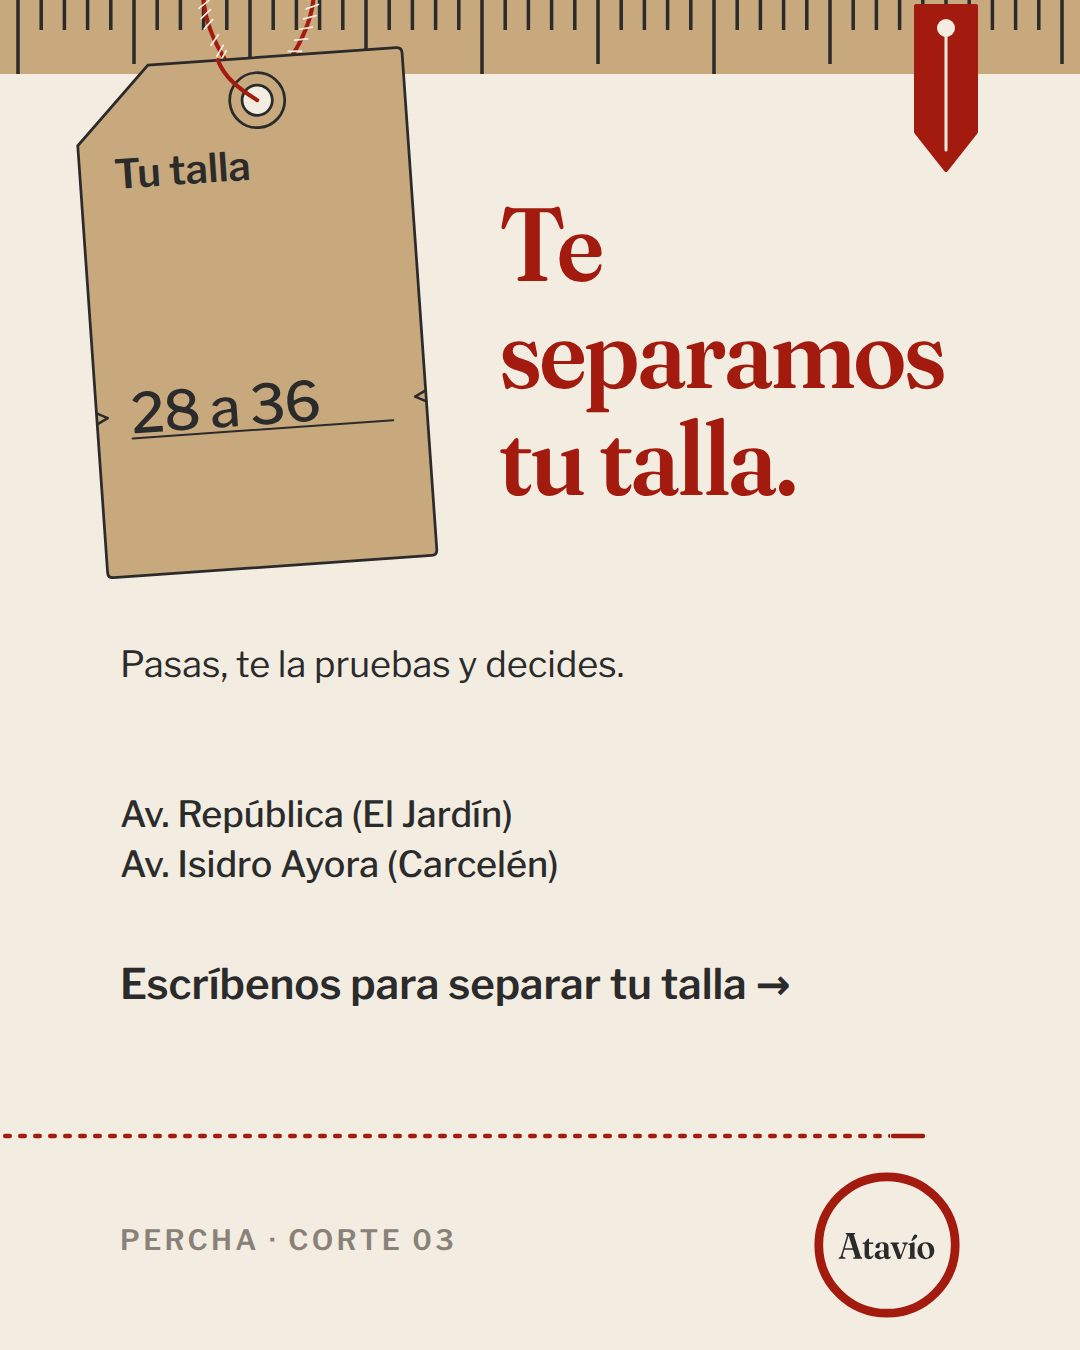 Tu talla
28 a 36
Te
separamos
tu talla.
Pasas, te la pruebas y decides.
Av. República (El Jardín)
Av. Isidro Ayora (Carcelén)
Escríbenos para separar tu talla →
PERCHA · CORTE 03
Atavío